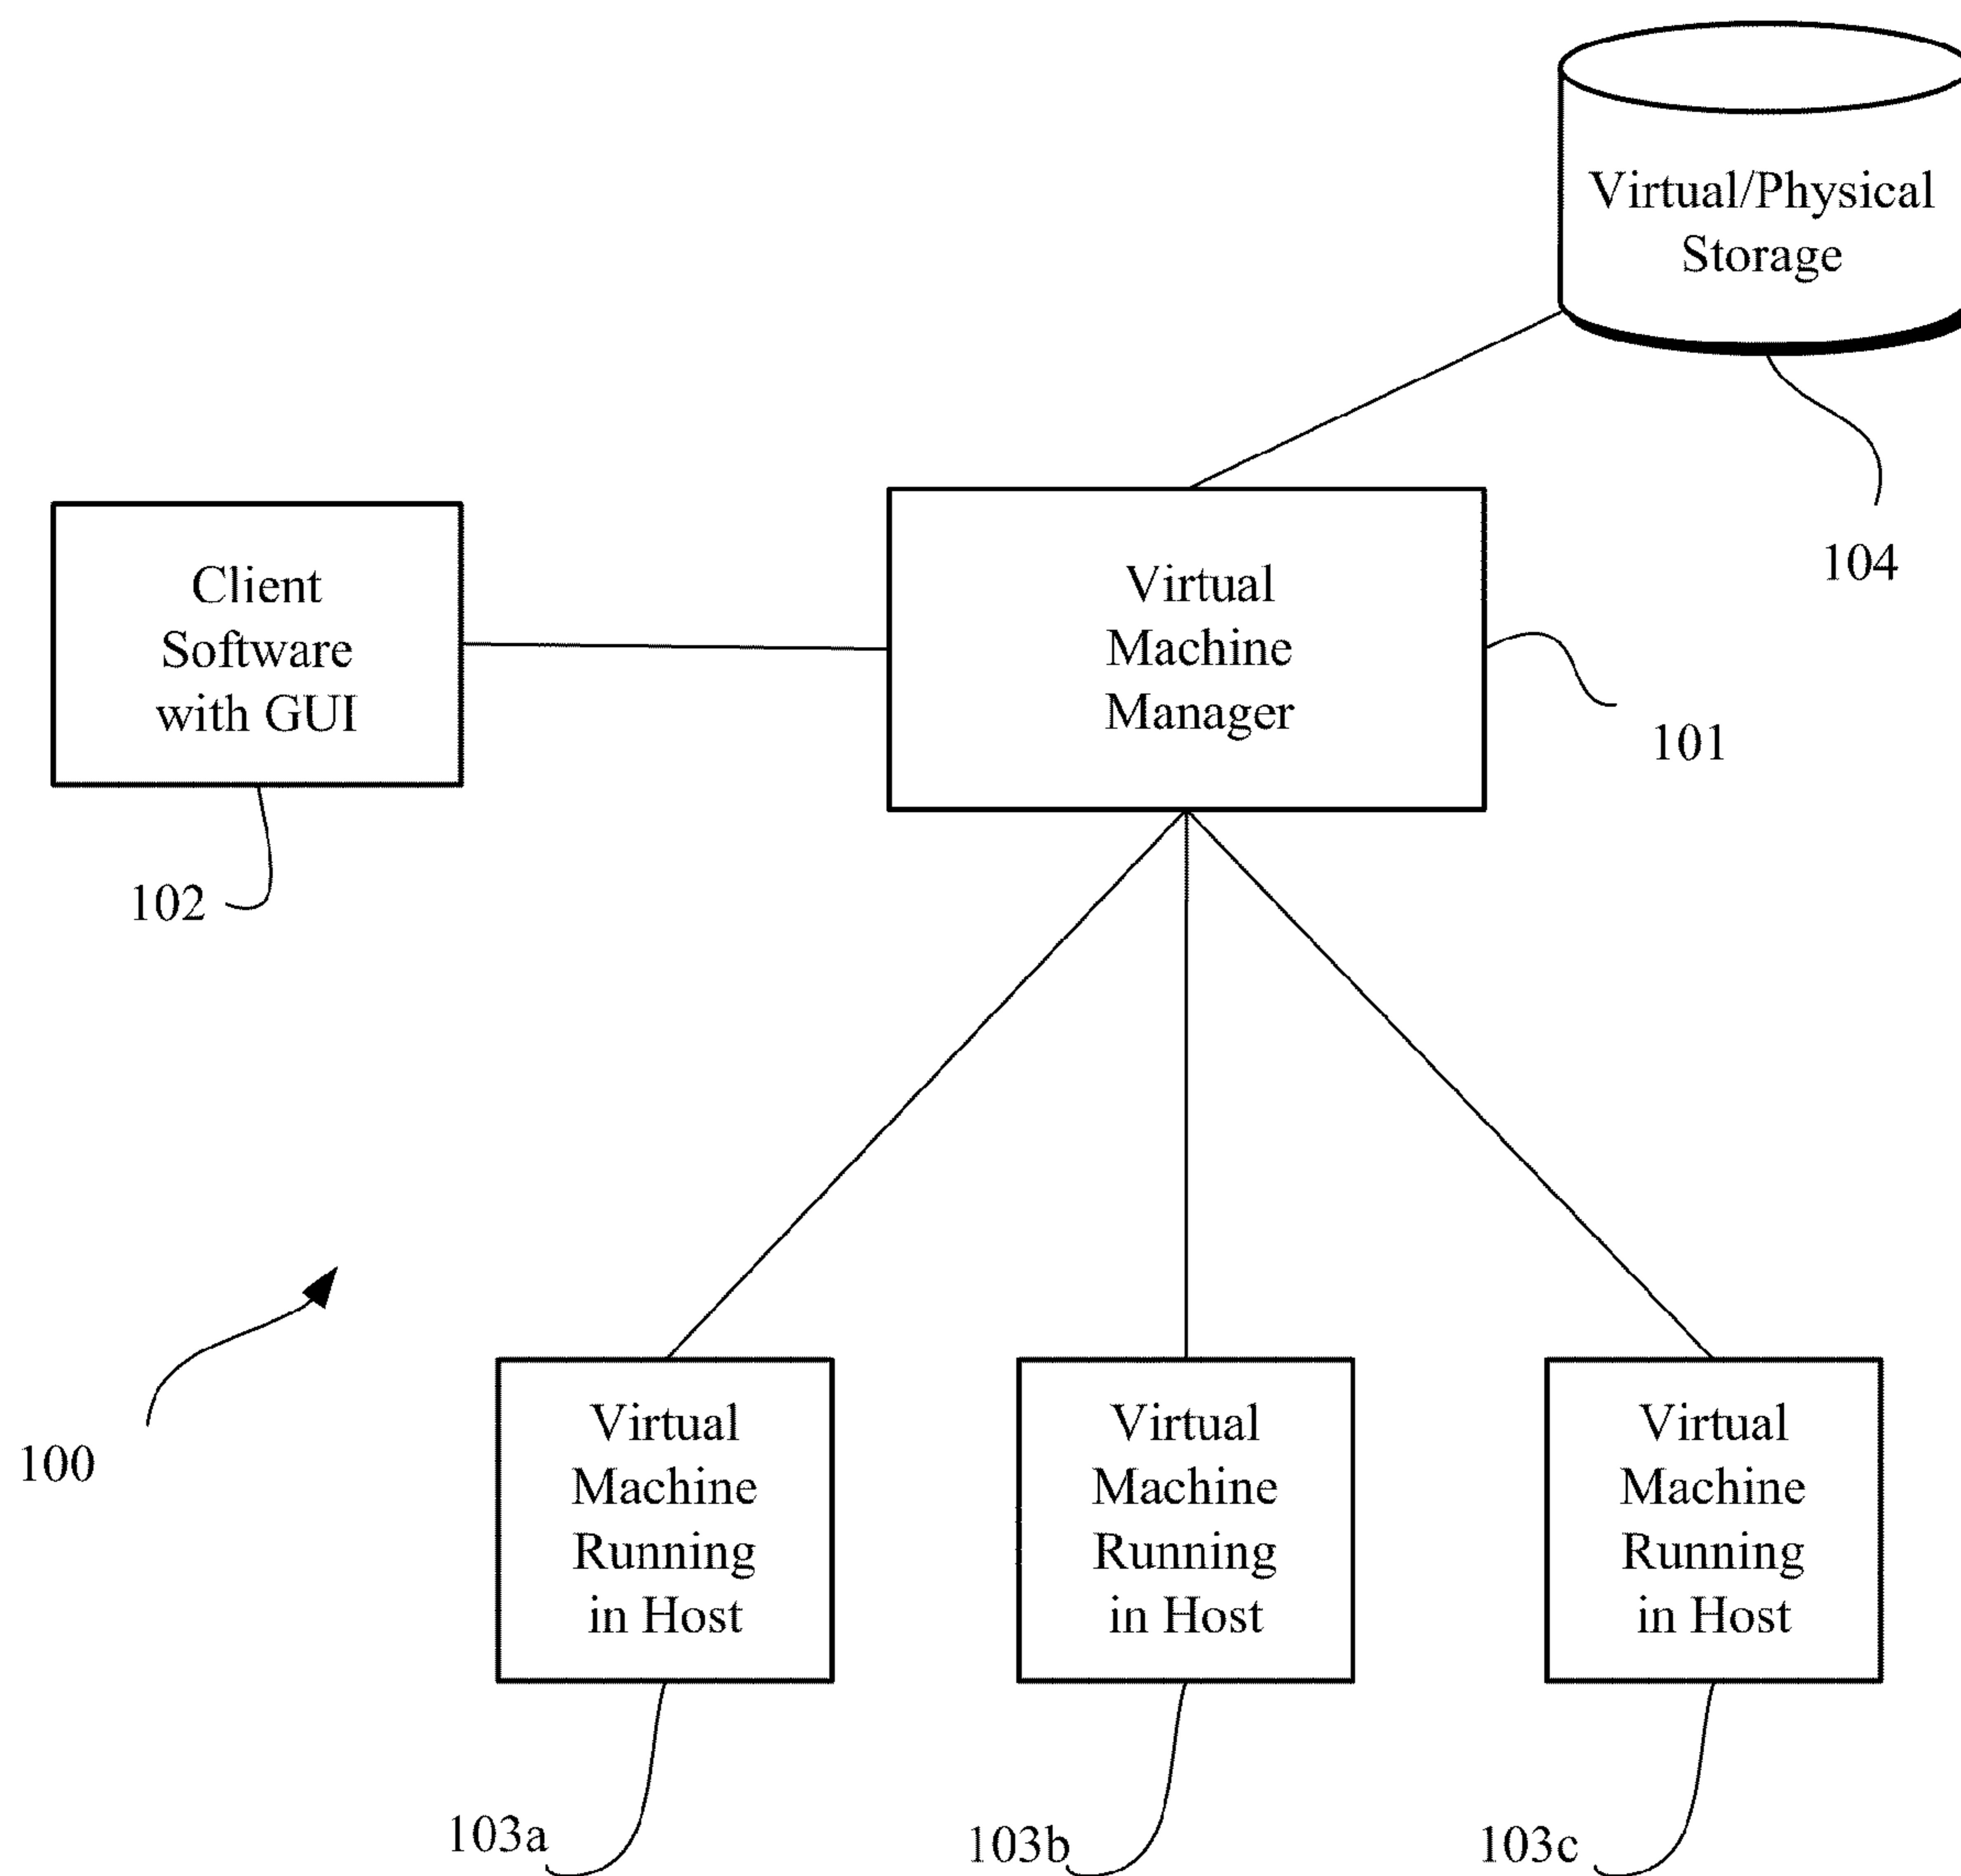 Virtual/Physical
Storage
104
Client
Software
with GUI
102
Virtual
Machine
Manager
101
100
Virtual
Machine
Running
in Host
103a
Virtual
Machine
Running
in Host
103b
Virtual
Machine
Running
in Host
103c